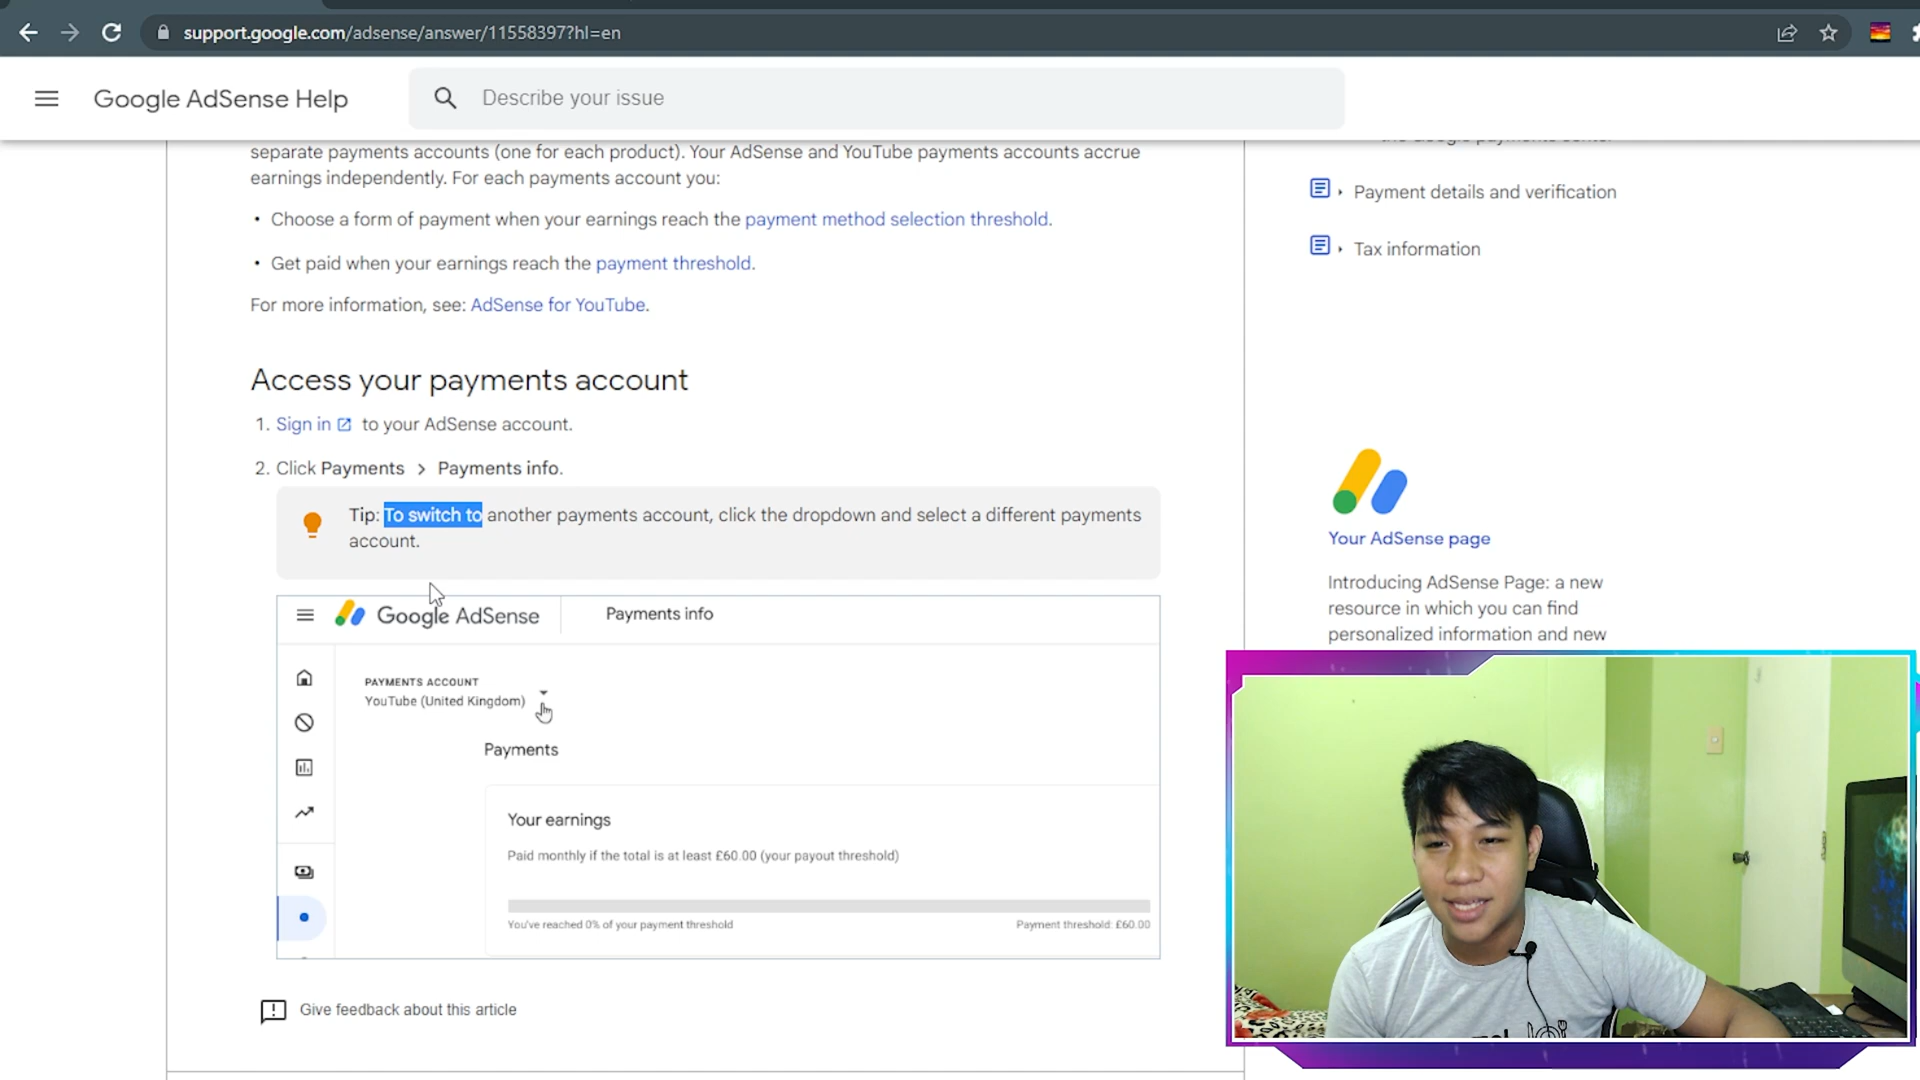 support.google.com/adsense/answer/11558397?hl=en
Google AdSense Help
Describe your issue
separate payments accounts (one for each product). Your AdSense and YouTube payments accounts accrue
earnings independently. For each payments account you:
• Choose a form of payment when your earnings reach the payment method selection threshold.
• Get paid when your earnings reach the payment threshold.
For more information, see: AdSense for YouTube.
Access your payments account
1. Sign in to your AdSense account.
2. Click Payments > Payments info.
Tip: To switch to another payments account, click the dropdown and select a different payments
account.
Google AdSense
Payments info
PAYMENTS ACCOUNT
YouTube (United Kingdom)
Payments
Your earnings
Paid monthly if the total is at least £60.00 (your payout threshold)
You've reached 0% of your payment threshold
Payment threshold: £60.00
Give feedback about this article
the Google payments center
Payment details and verification
Tax information
Your AdSense page
Introducing AdSense Page: a new
resource in which you can find
personalized information and new